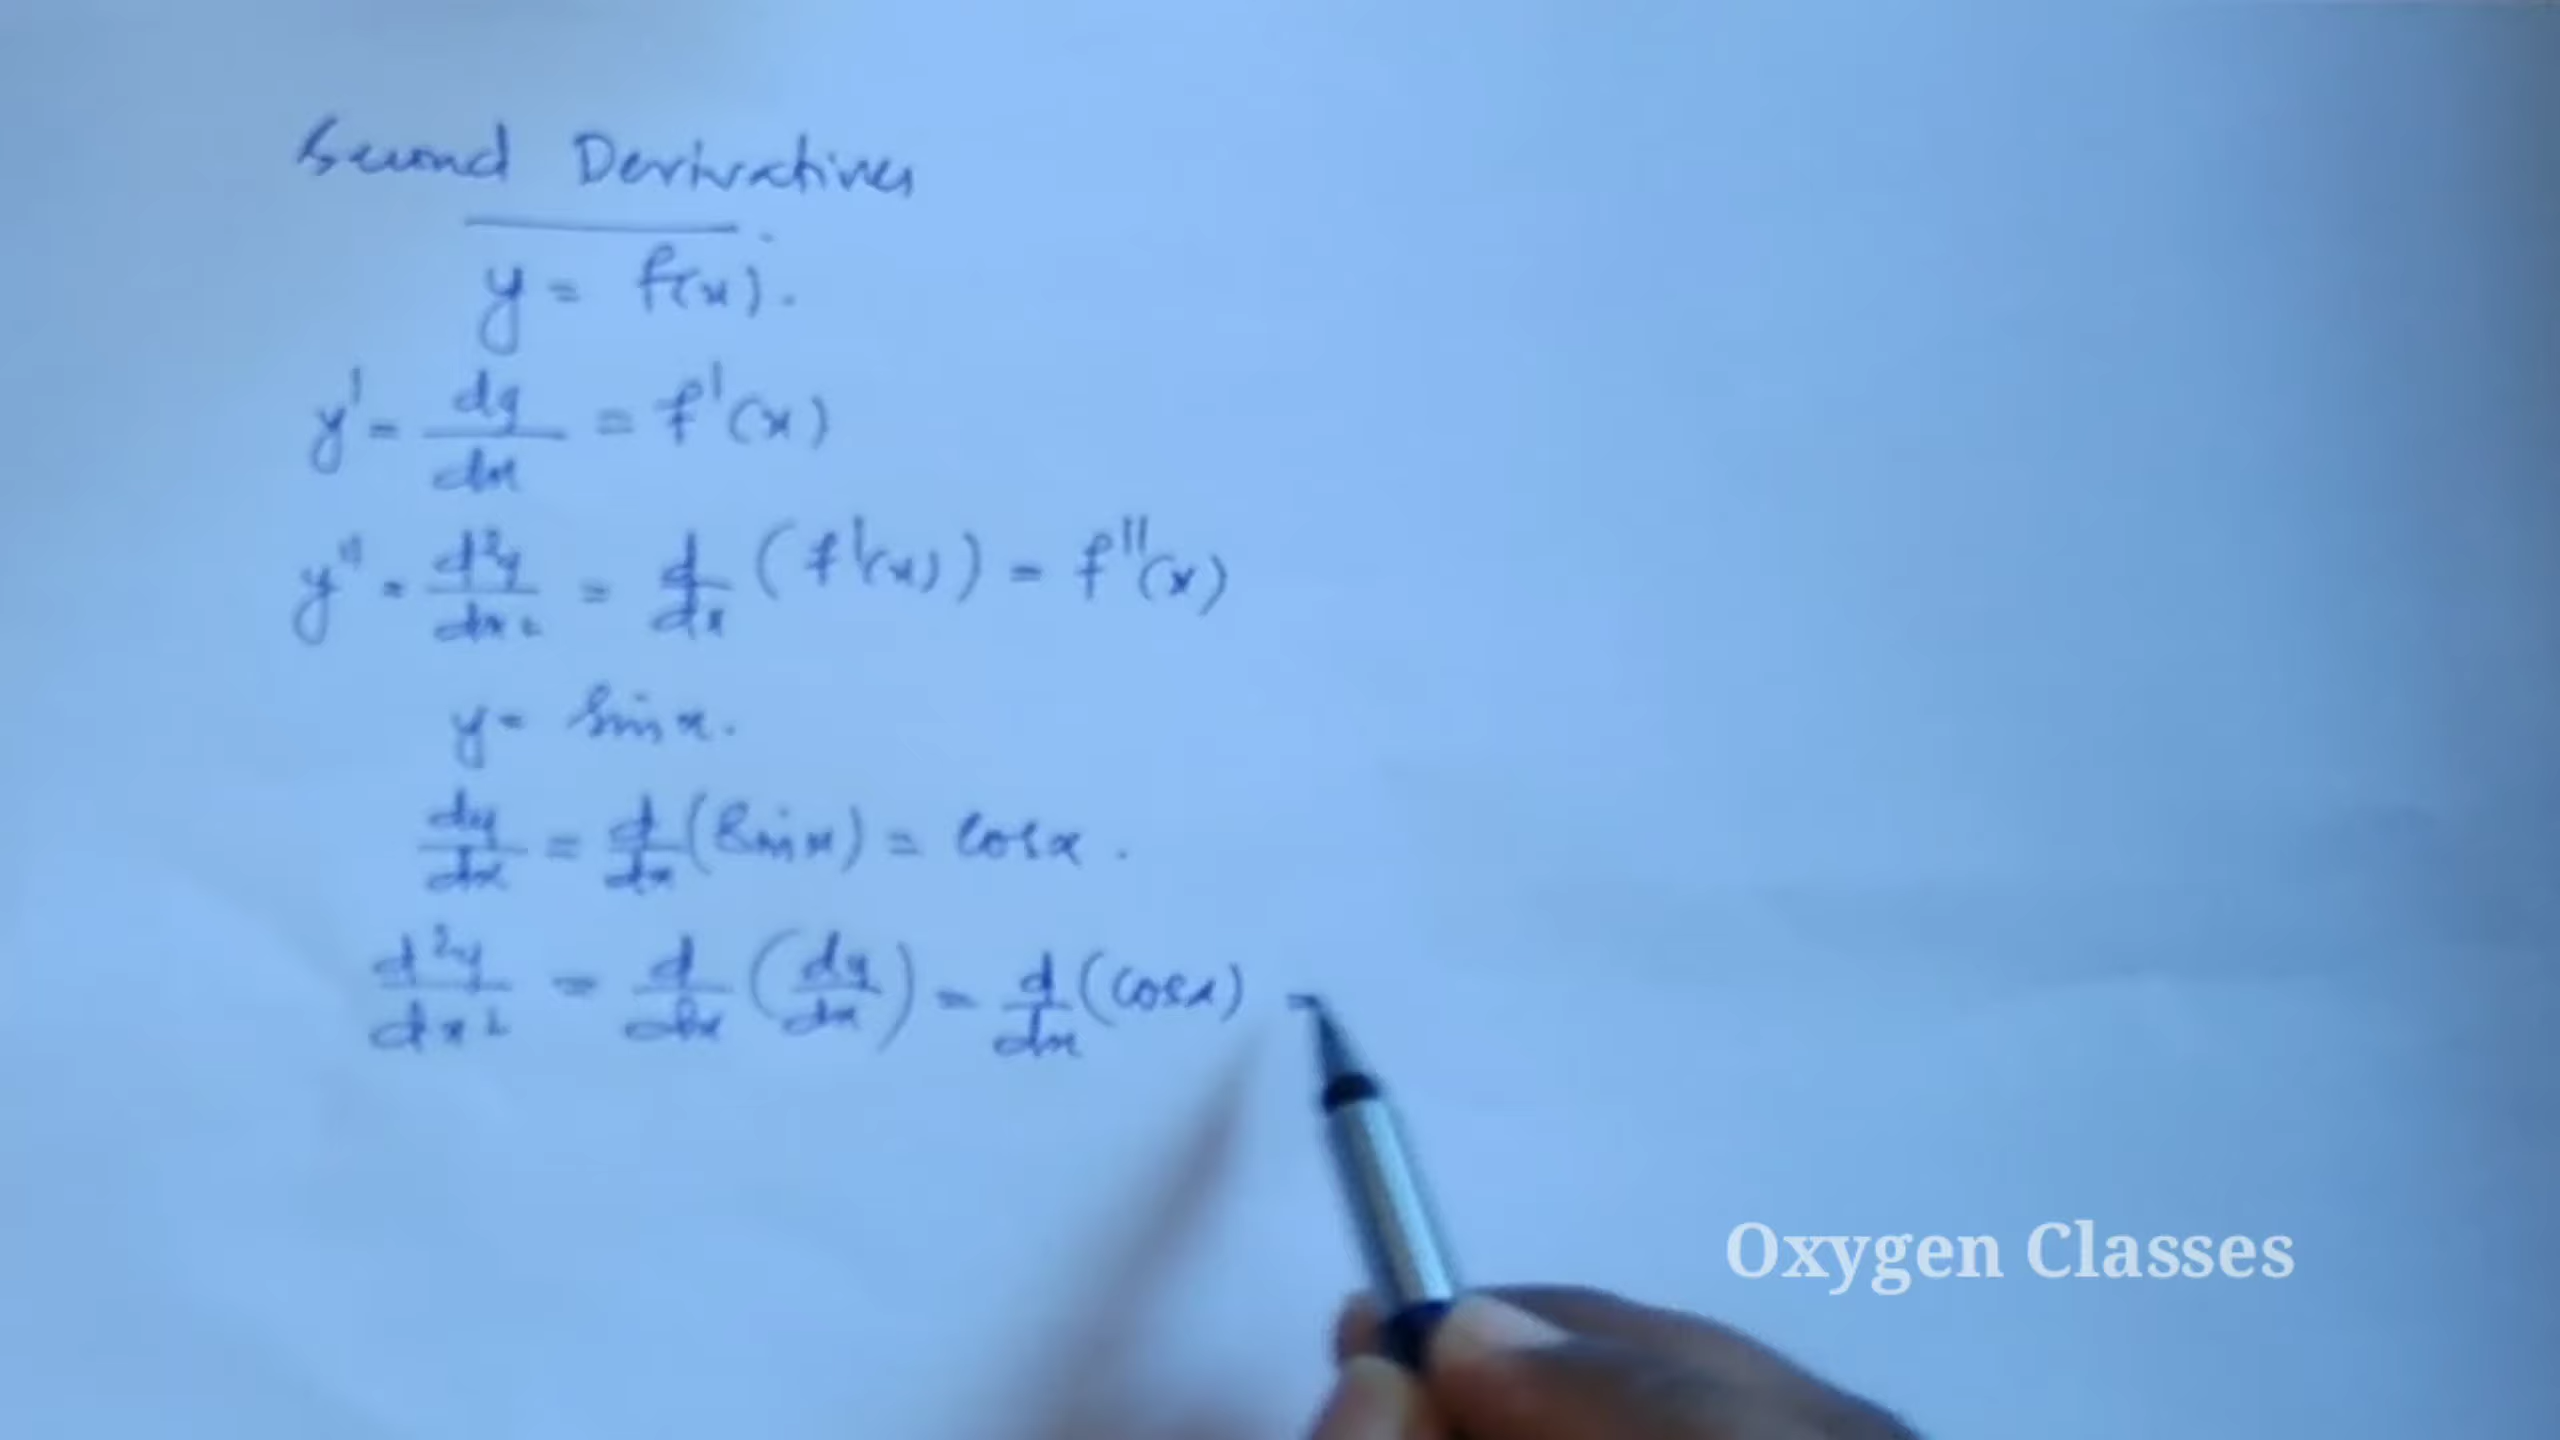 Second Derivatives
y = f(x).
y' = dy/dx = f'(x)
y'' = d²y/dx² = d/dx (f'(x)) = f''(x)
y = sin x.
dy/dx = d/dx (sin x) = cos x.
d²y/dx² = d/dx (dy/dx) = d/dx (cos x) =
Oxygen Classes